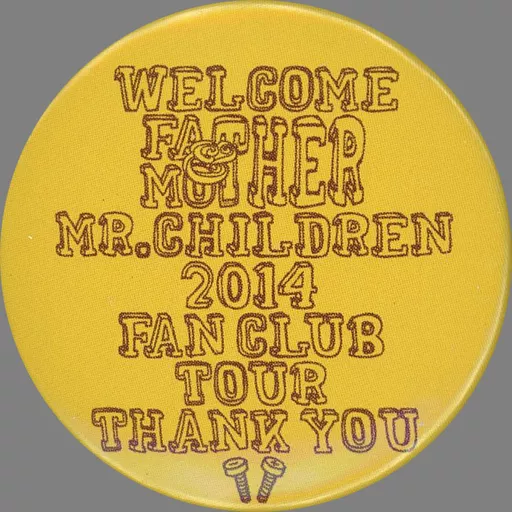 WELCOME
FATHER
&
MOTHER
MR.CHILDREN
2014
FAN CLUB
TOUR
THANK YOU